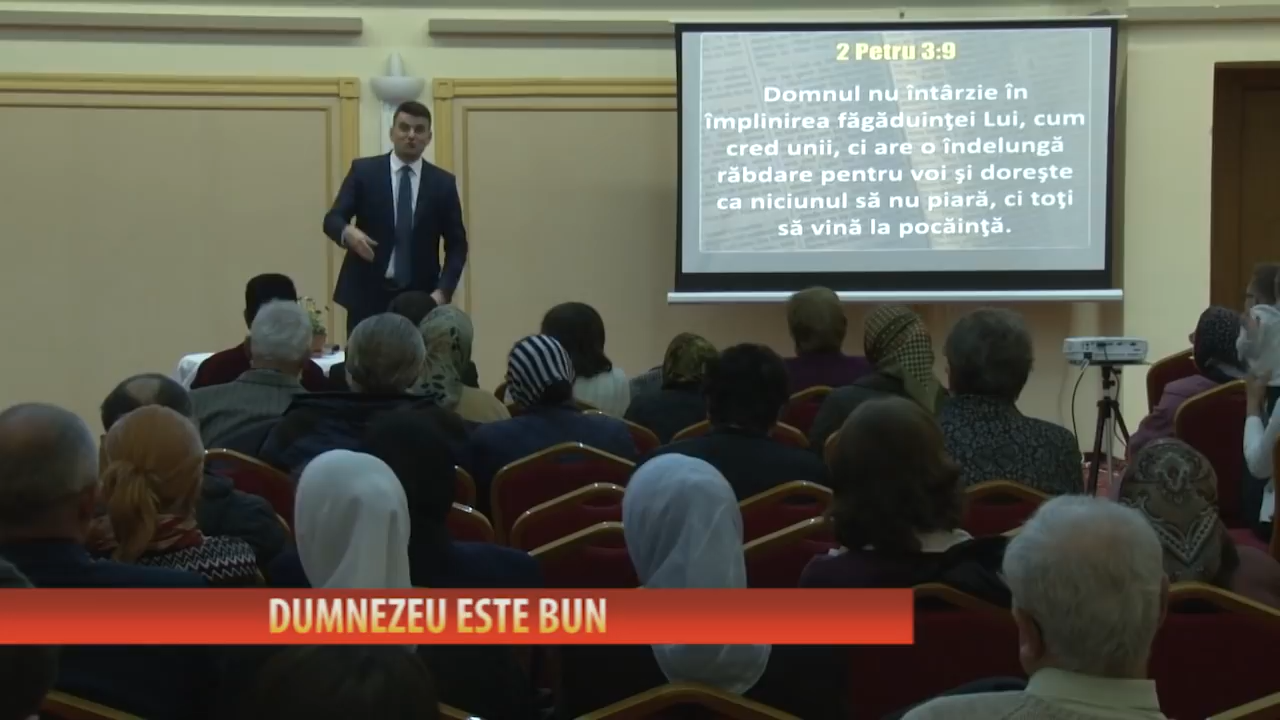 2 Petru 3:9
Domnul nu întârzie în
împlinirea făgăduinţei Lui, cum
cred unii, ci are o îndelungă
răbdare pentru voi şi doreşte
ca niciunul să nu piară, ci toţi
să vină la pocăinţă.
DUMNEZEU ESTE BUN